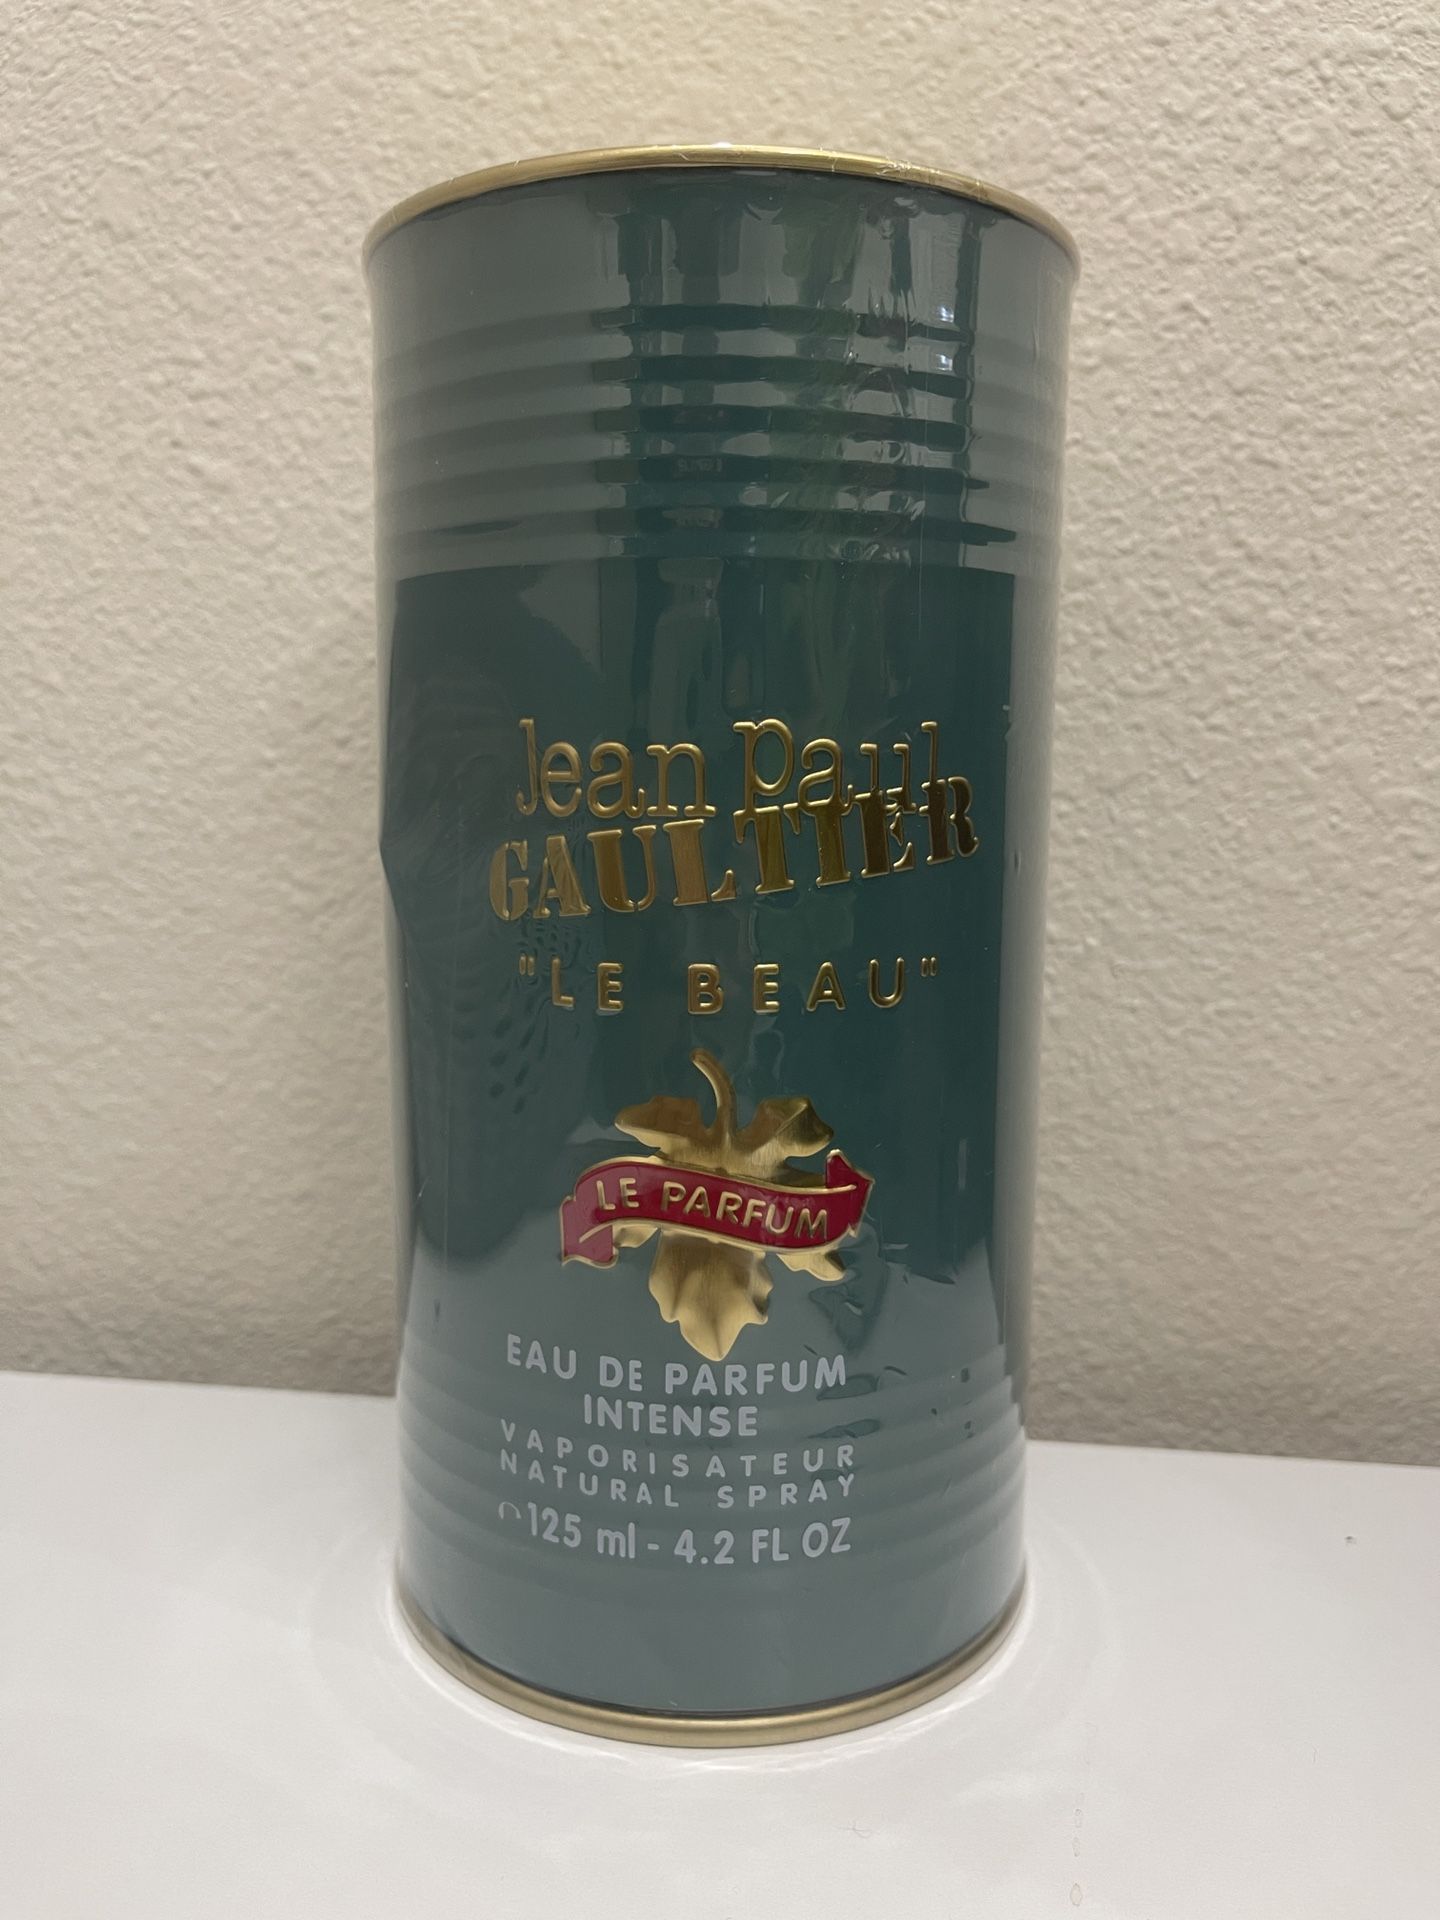 Jean Paul
GAULTIER
"LE BEAU"
LE PARFUM
EAU DE PARFUM
INTENSE
VAPORISATEUR
NATURAL SPRAY
℮125 ml - 4.2 FL OZ